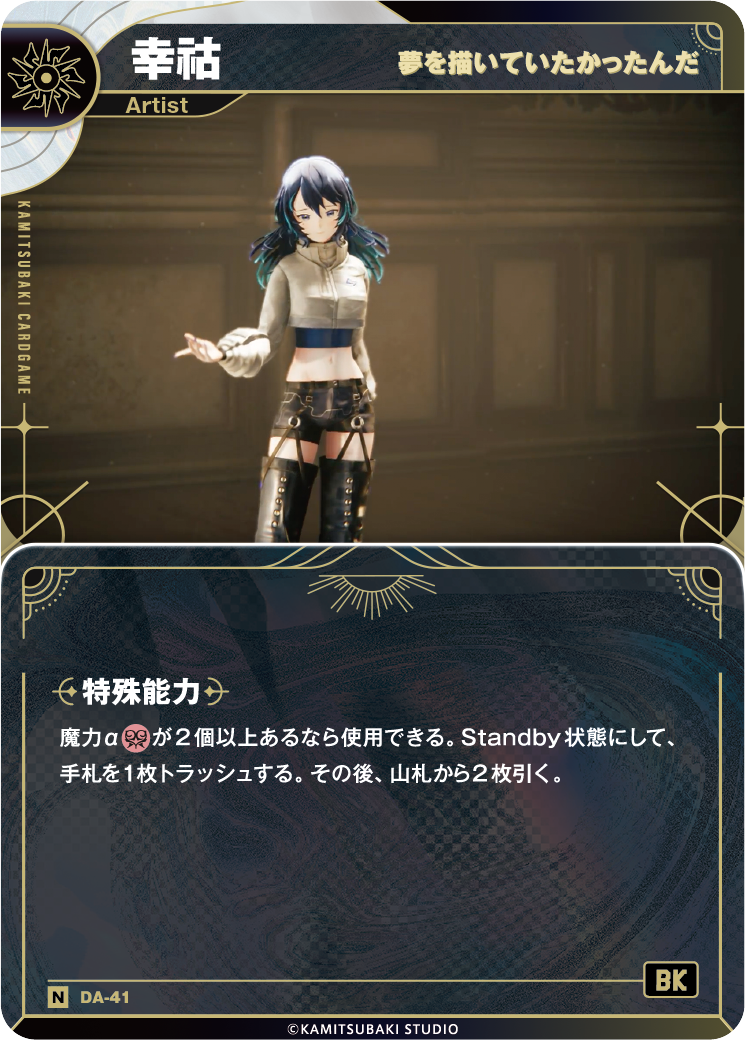 幸祜
夢を描いていたかったんだ
Artist
KAMITSUBAKI CARDGAME
特殊能力
魔力αが2個以上あるなら使用できる。Standby状態にして、
手札を1枚トラッシュする。その後、山札から2枚引く。
BK
N DA-41
©KAMITSUBAKI STUDIO